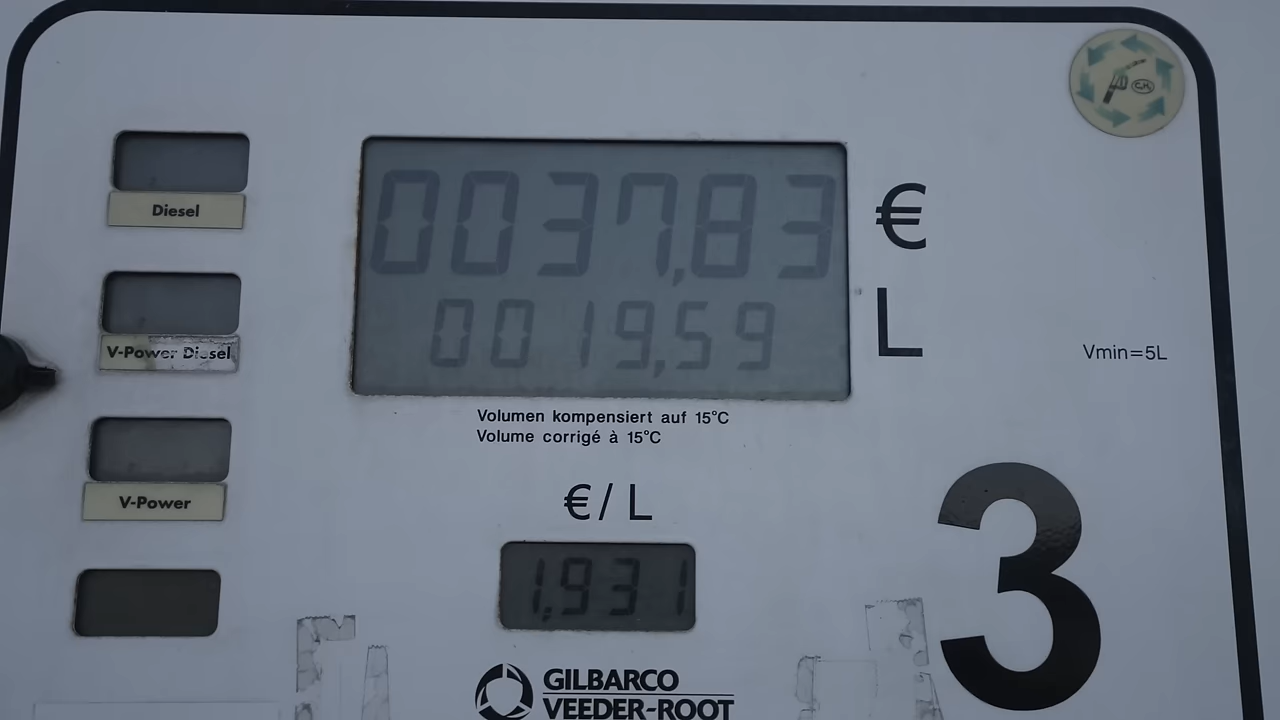 Diesel
V-Power Diesel
V-Power
0037,83
€
0019,59
L
Vmin=5L
Volumen kompensiert auf 15°C
Volume corrigé à 15°C
€/L
1,931
3
GILBARCO
VEEDER-ROOT